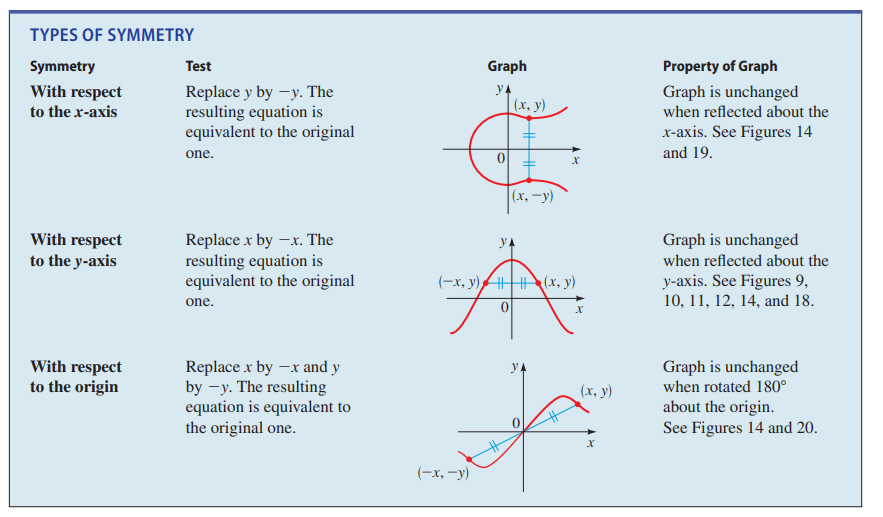 TYPES OF SYMMETRY
Symmetry Test Graph Property of Graph
With respect
to the x-axis
Replace y by −y. The
resulting equation is
equivalent to the original
one.
y
(x, y)
0
x
(x, −y)
Graph is unchanged
when reflected about the
x-axis. See Figures 14
and 19.
With respect
to the y-axis
Replace x by −x. The
resulting equation is
equivalent to the original
one.
y
(−x, y)
(x, y)
0
x
Graph is unchanged
when reflected about the
y-axis. See Figures 9,
10, 11, 12, 14, and 18.
With respect
to the origin
Replace x by −x and y
by −y. The resulting
equation is equivalent to
the original one.
y
(x, y)
0
x
(−x, −y)
Graph is unchanged
when rotated 180°
about the origin.
See Figures 14 and 20.